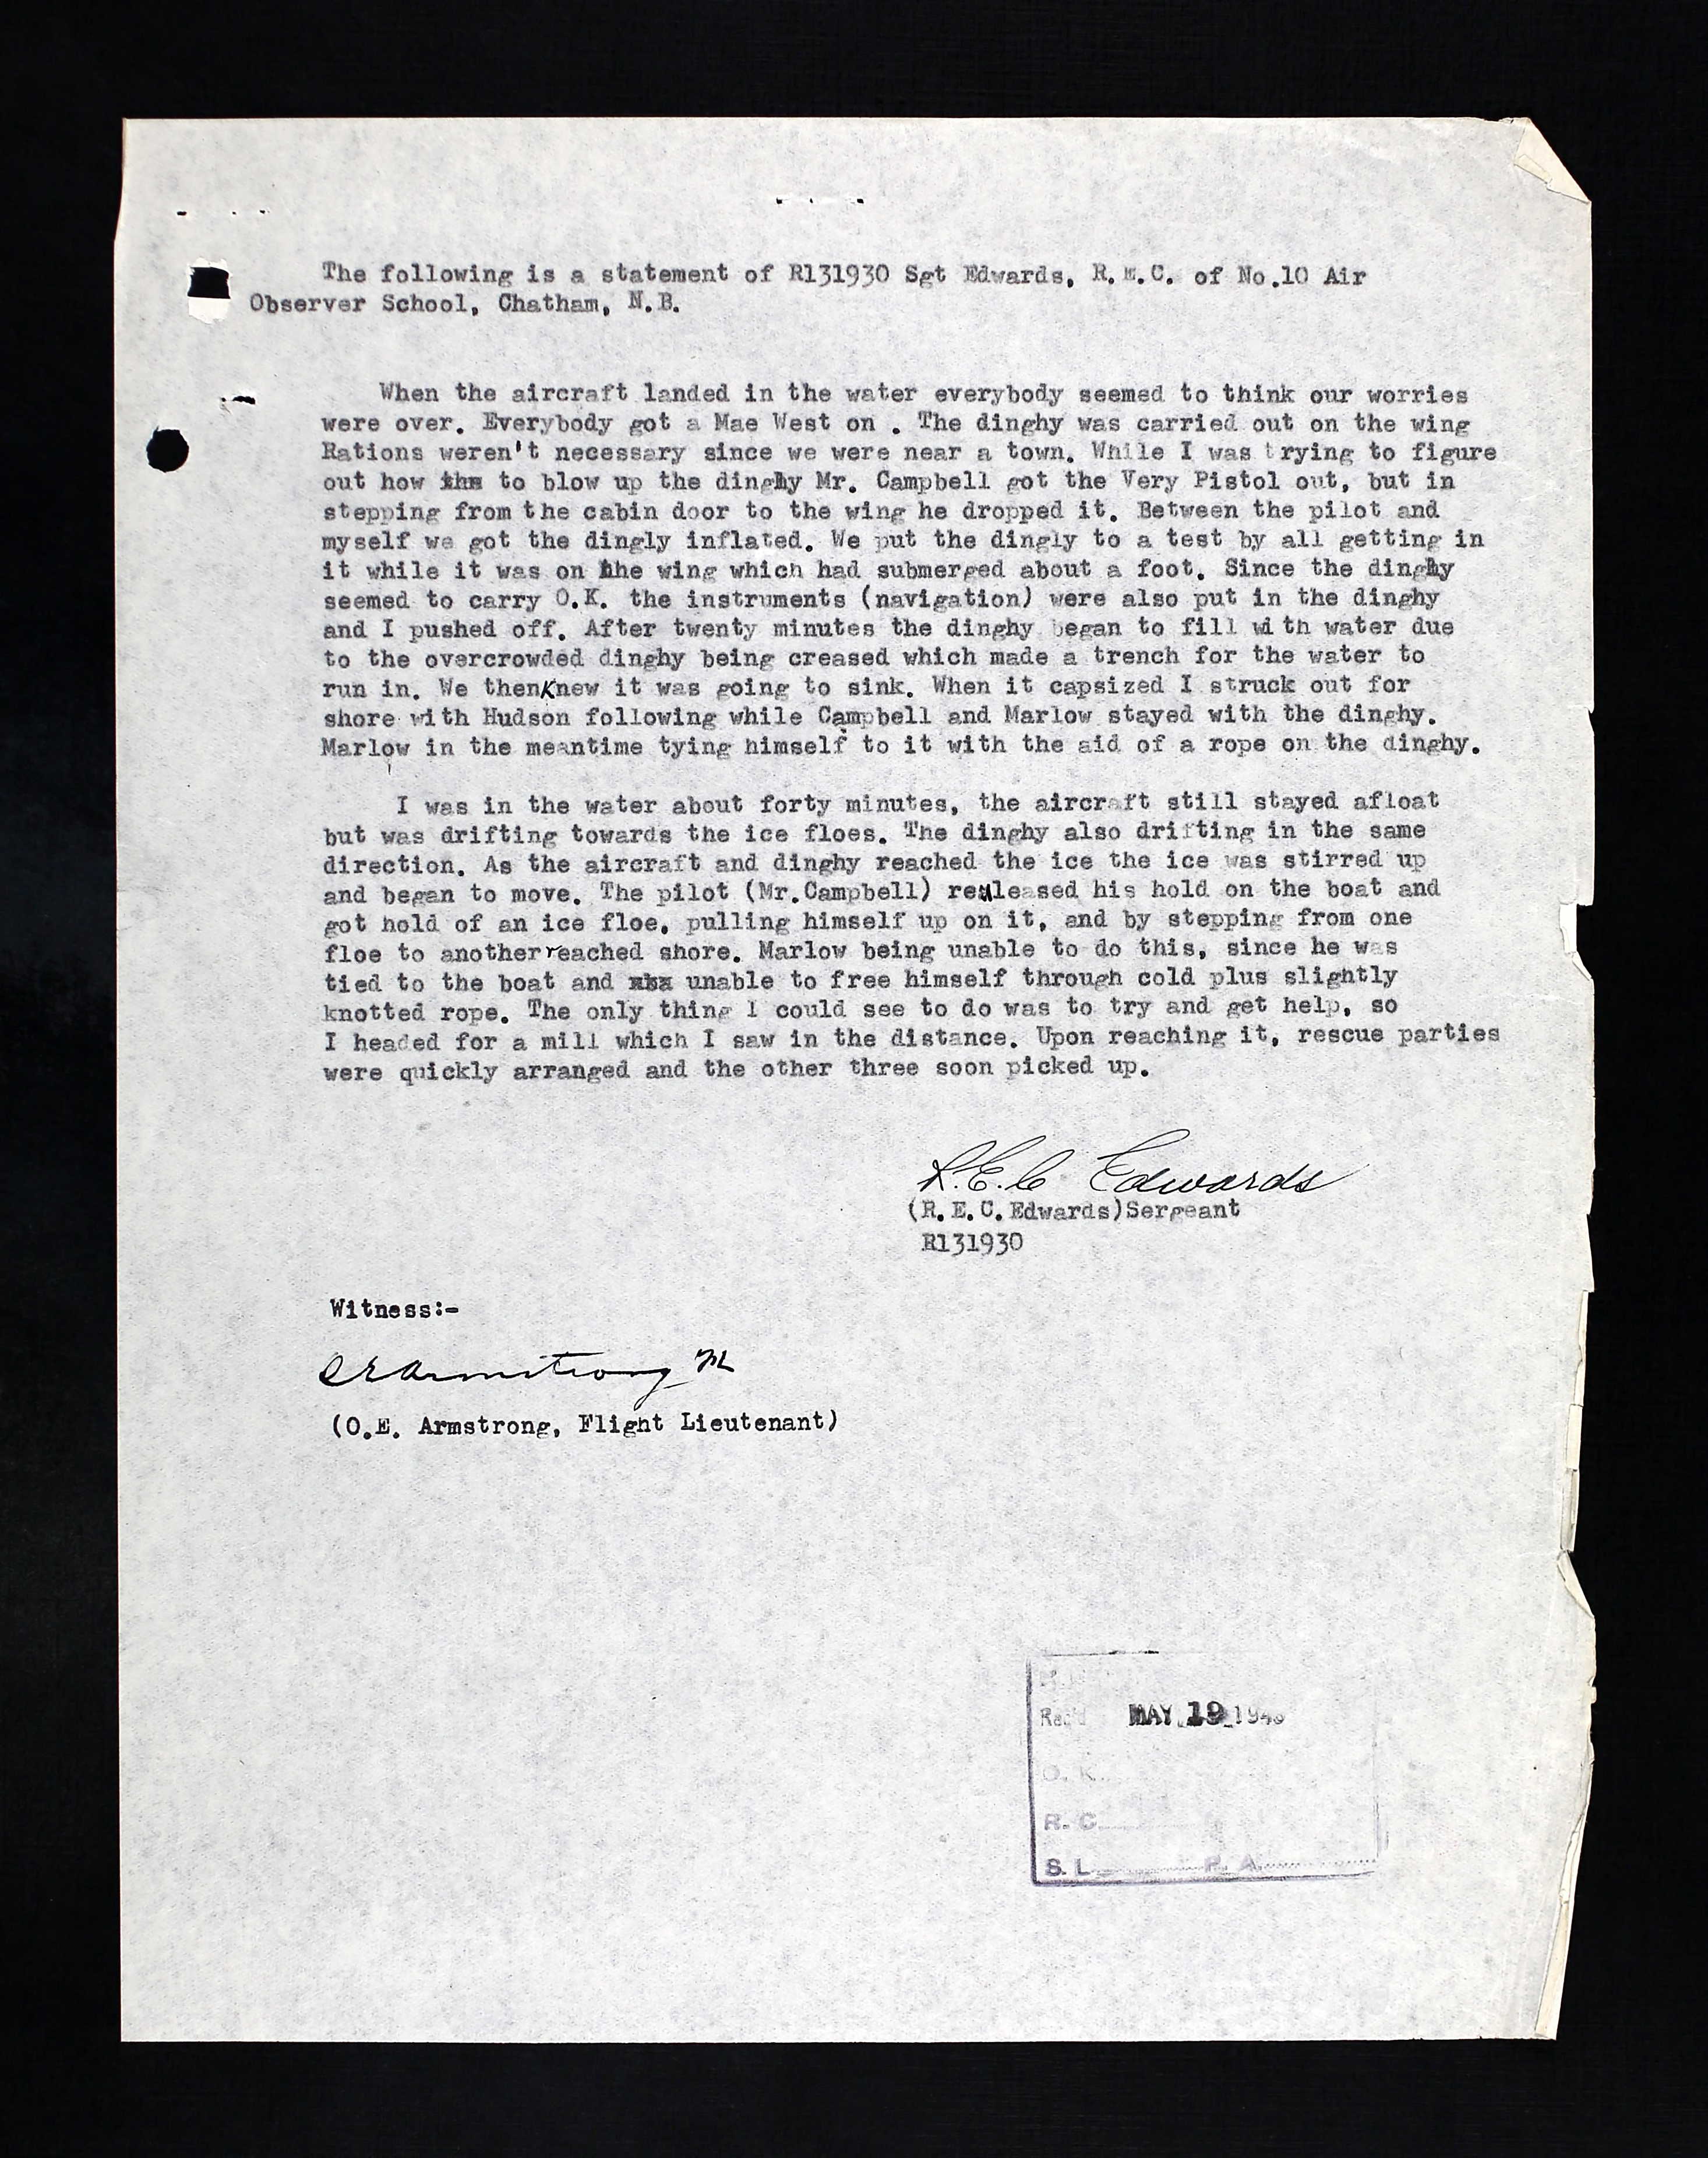 The following is a statement of R131930 Sgt Edwards, R.E.C. of No.10 Air
Observer School, Chatham, N.B.
When the aircraft landed in the water everybody seemed to think our worries
were over. Everybody got a Mae West on . The dinghy was carried out on the wing
Rations weren't necessary since we were near a town. While I was trying to figure
out how to blow up the dinghy Mr. Campbell got the Very Pistol out, but in
stepping from the cabin door to the wing he dropped it. Between the pilot and
myself we got the dingly inflated. We put the dingly to a test by all getting in
it while it was on the wing which had submerged about a foot. Since the dinghy
seemed to carry O.K. the instruments (navigation) were also put in the dinghy
and I pushed off. After twenty minutes the dinghy began to fill with water due
to the overcrowded dinghy being creased which made a trench for the water to
run in. We then Knew it was going to sink. When it capsized I struck out for
shore with Hudson following while Campbell and Marlow stayed with the dinghy.
Marlow in the meantime tying himself to it with the aid of a rope on the dinghy.
I was in the water about forty minutes, the aircraft still stayed afloat
but was drifting towards the ice floes. The dinghy also drifting in the same
direction. As the aircraft and dinghy reached the ice the ice was stirred up
and began to move. The pilot (Mr.Campbell) released his hold on the boat and
got hold of an ice floe, pulling himself up on it, and by stepping from one
floe to another reached shore. Marlow being unable to do this, since he was
tied to the boat and unable to free himself through cold plus slightly
knotted rope. The only thing I could see to do was to try and get help, so
I headed for a mill which I saw in the distance. Upon reaching it, rescue parties
were quickly arranged and the other three soon picked up.
R.E.C Edwards
(R.E.C.Edwards)Sergeant
R131930
Witness:-
OEArmstrong
(O.E. Armstrong, Flight Lieutenant)
Rec'd MAY 19
O. K.
R. C.
S. L. P. A.